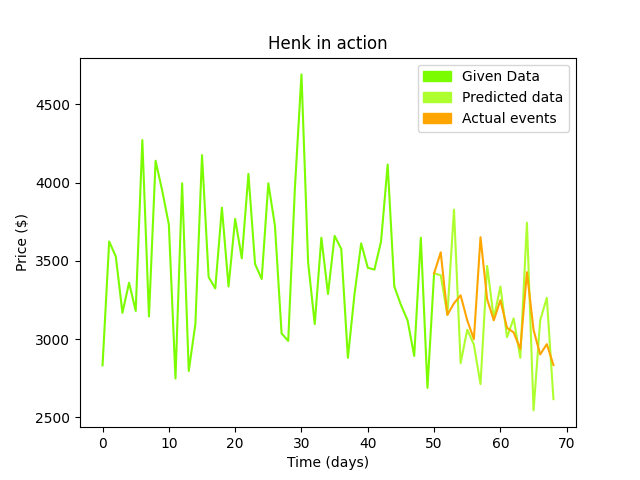 Henk in action
Given Data
Predicted data
Actual events
4500
4000
3500
3000
2500
Price ($)
0 10 20 30 40 50 60 70
Time (days)